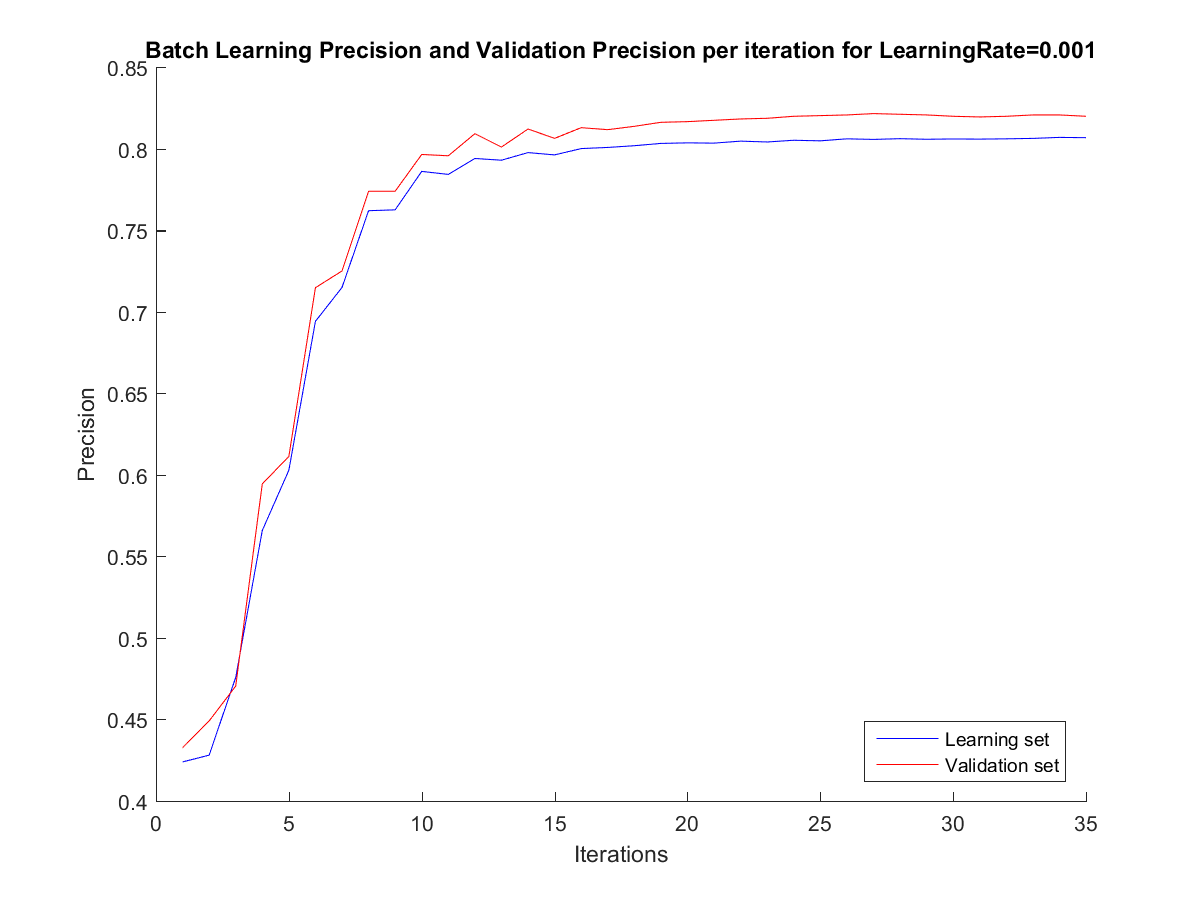 Batch Learning Precision and Validation Precision per iteration for LearningRate=0.001
0.85
0.8
0.75
0.7
0.65
0.6
0.55
0.5
0.45
0.4
Precision
0 5 10 15 20 25 30 35
Iterations
Learning set
Validation set